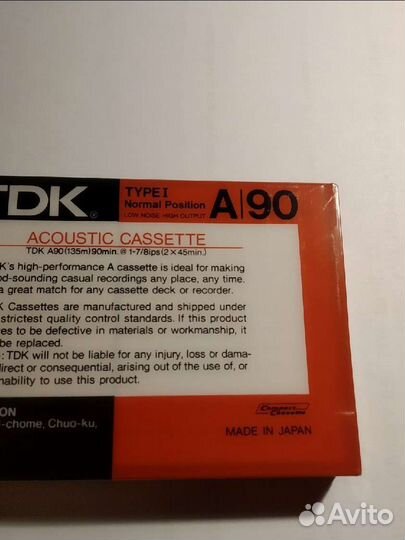 TDK®
TYPE I
Normal Position
LOW NOISE HIGH OUTPUT
A|90
ACOUSTIC CASSETTE
TDK A90(135m)90min. @ 1-7/8ips(2×45min.)
K's high-performance A cassette is ideal for making
d-sounding casual recordings any place, any time.
a great match for any cassette deck or recorder.
K Cassettes are manufactured and shipped under
strictest quality control standards. If this product
es to be defective in materials or workmanship, it
be replaced.
: TDK will not be liable for any injury, loss or dama-
direct or consequential, arising out of the use of, or
nability to use this product.
ION
-chome, Chuo-ku,
Compact
Cassette
MADE IN JAPAN
Avito